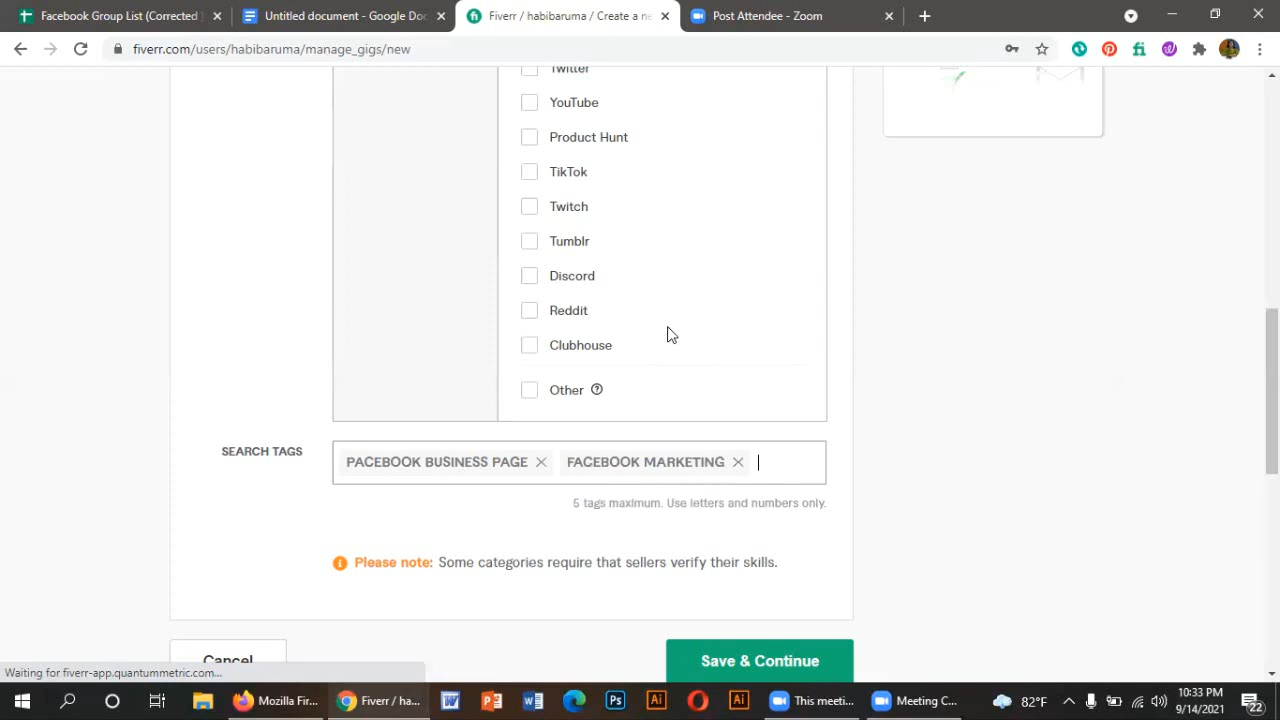 Facebook Group List (Corrected
Untitled document - Google Doc
Fiverr / habibaruma / Create a ne
Post Attendee - Zoom
fiverr.com/users/habibaruma/manage_gigs/new
Twitter
YouTube
Product Hunt
TikTok
Twitch
Tumblr
Discord
Reddit
Clubhouse
Other
SEARCH TAGS
PACEBOOK BUSINESS PAGE
FACEBOOK MARKETING
5 tags maximum. Use letters and numbers only.
Please note: Some categories require that sellers verify their skills.
Cancel
Save & Continue
Waiting for fiverr-app.quantummetric.com...
Mozilla Fir...
Fiverr / ha...
This meeti...
Meeting C...
82°F
10:33 PM
9/14/2021
22